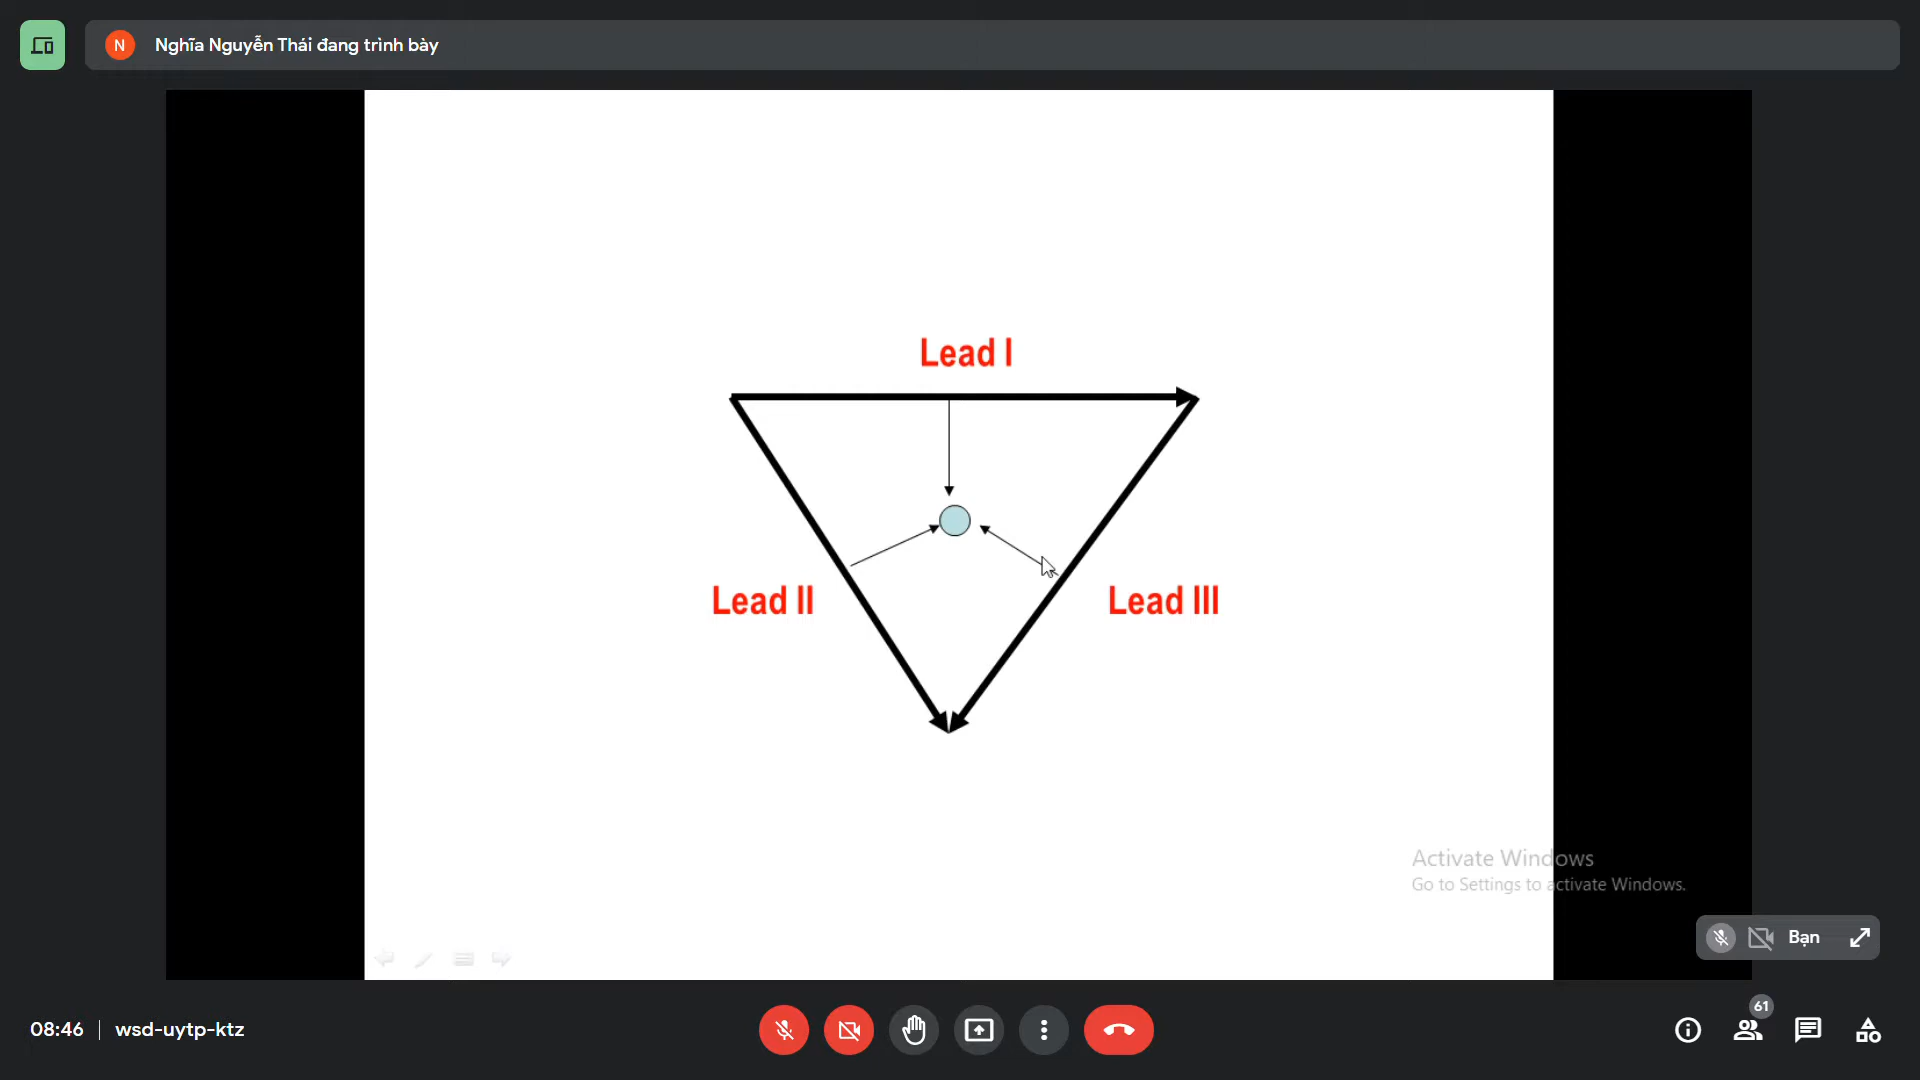 N
Nghĩa Nguyễn Thái đang trình bày
Lead I
Lead II
Lead III
Activate Windows
Go to Settings to activate Windows.
Bạn
08:46 | wsd-uytp-ktz
61